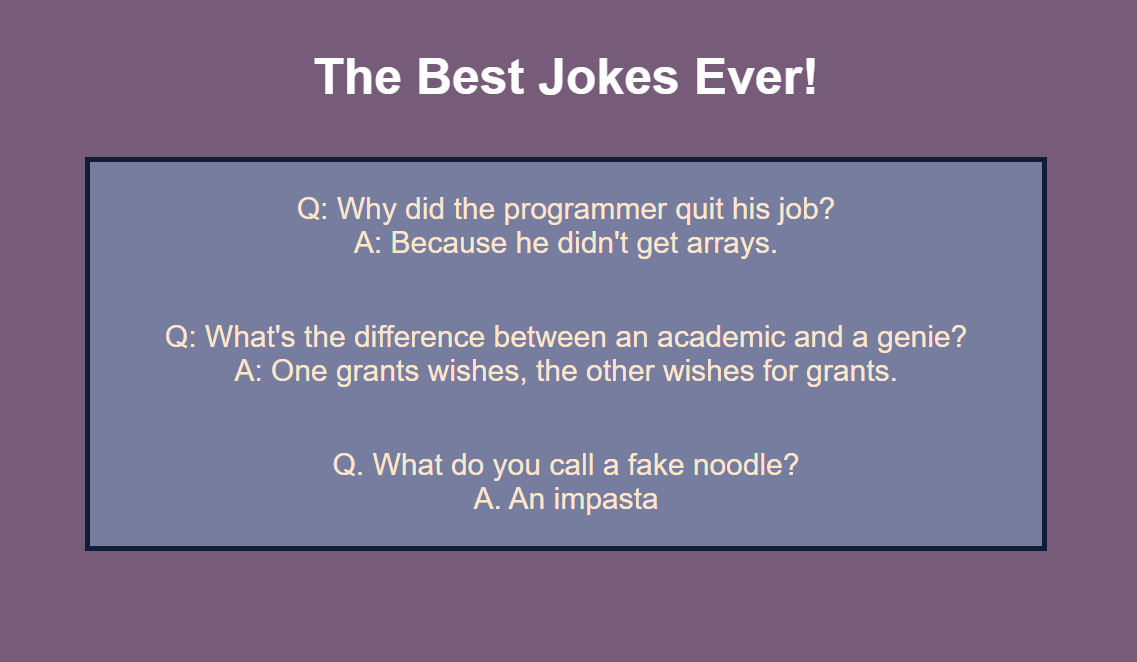 The Best Jokes Ever!
Q: Why did the programmer quit his job?
A: Because he didn't get arrays.
Q: What's the difference between an academic and a genie?
A: One grants wishes, the other wishes for grants.
Q. What do you call a fake noodle?
A. An impasta